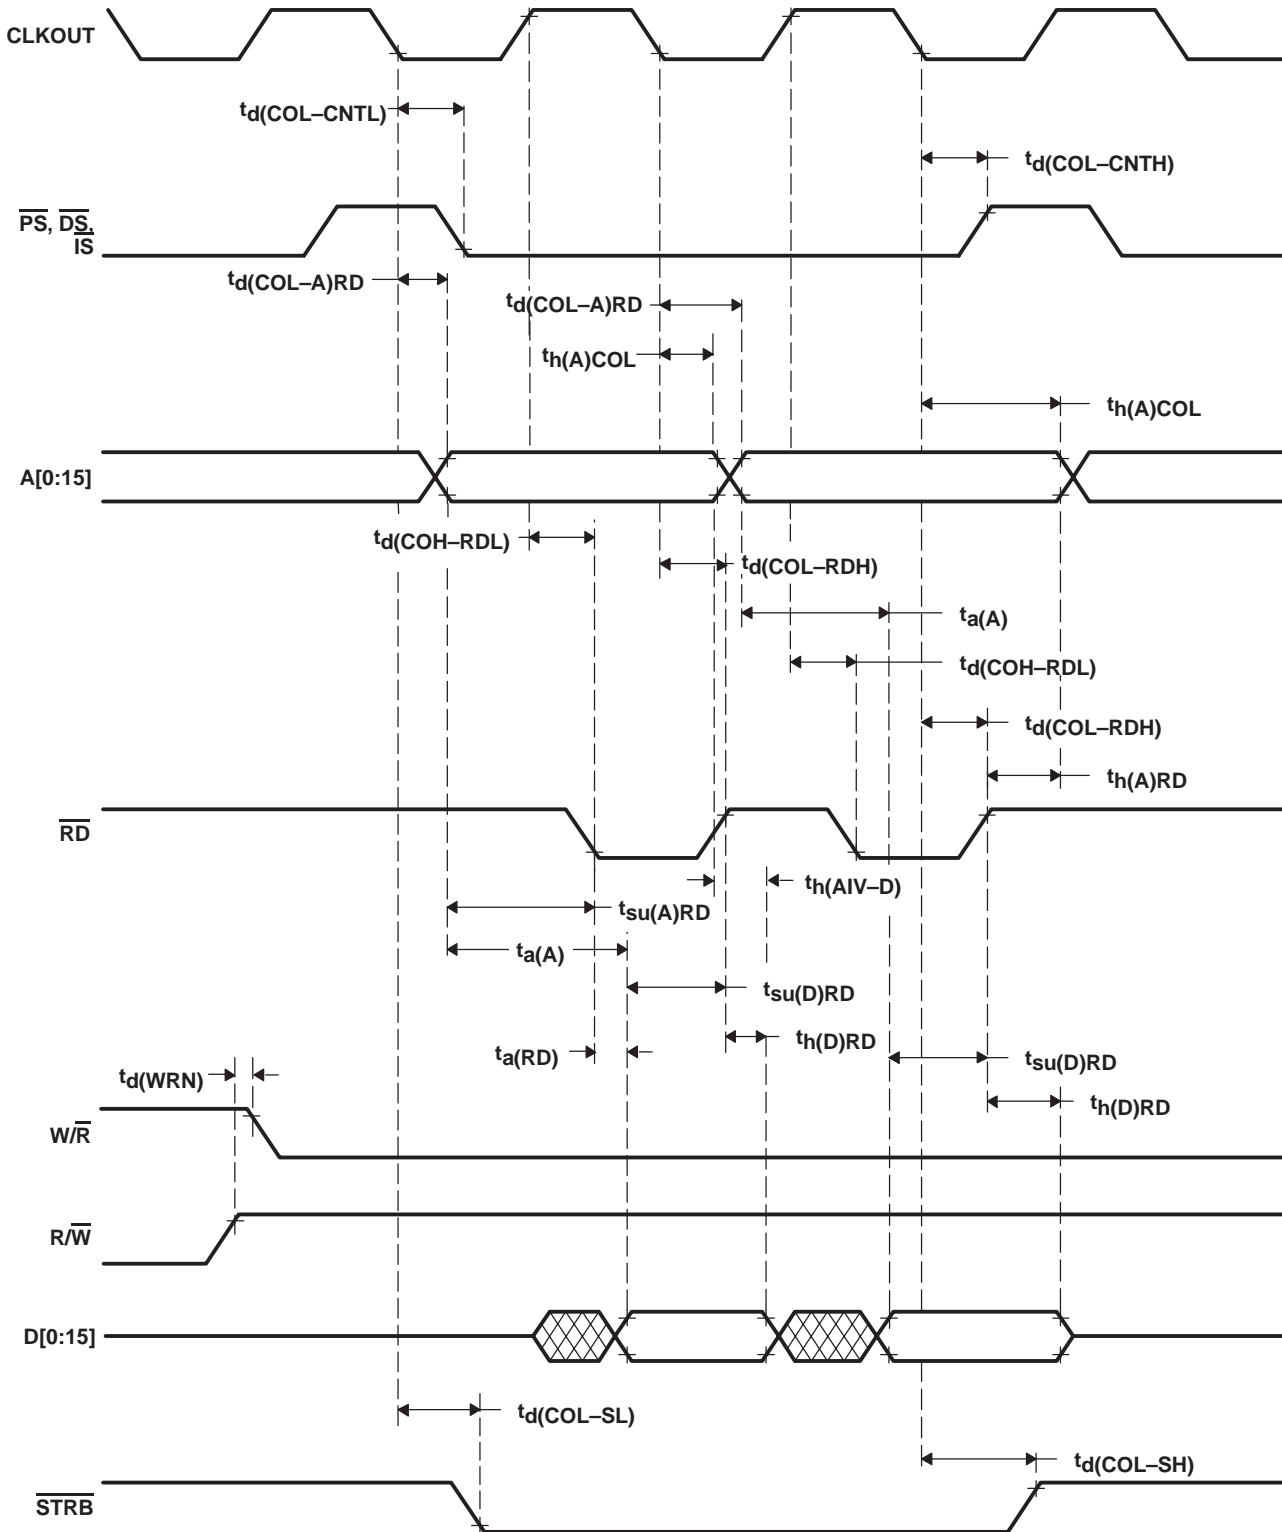 CLKOUT
td(COL–CNTL)
td(COL–CNTH)
PS, DS,
IS
td(COL–A)RD
td(COL–A)RD
th(A)COL
th(A)COL
A[0:15]
td(COH–RDL)
td(COL–RDH)
ta(A)
td(COH–RDL)
td(COL–RDH)
th(A)RD
RD
th(AIV–D)
tsu(A)RD
ta(A)
tsu(D)RD
th(D)RD
ta(RD)
tsu(D)RD
td(WRN)
th(D)RD
W/R
R/W
D[0:15]
td(COL–SL)
td(COL–SH)
STRB